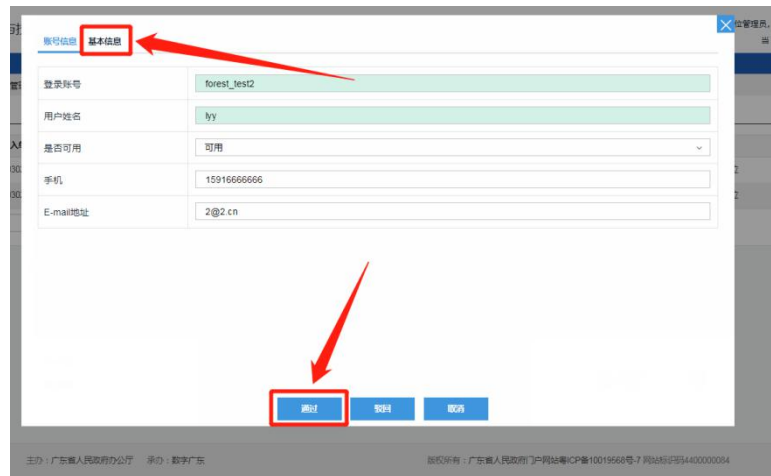 位管理员,
账号信息 基本信息
当
登录账号 forest_test2
用户姓名 lyy
是否可用 可用
手机 15916666666
E-mail地址 2@2.cn
通过 驳回 取消
主办：广东省人民政府办公厅 承办：数字广东 版权所有：广东省人民政府门户网站粤ICP备10019568号-7 网站标识码4400000084